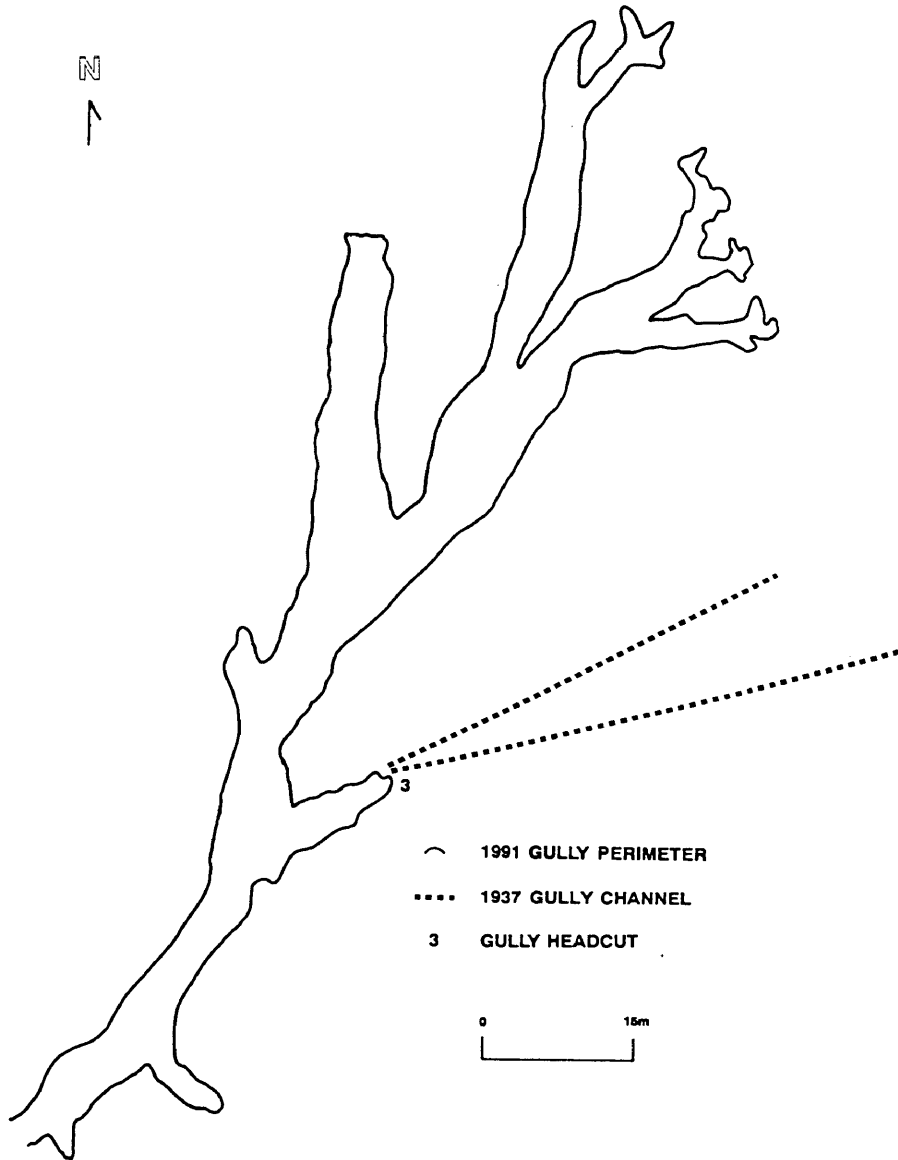 N
3
1991 GULLY PERIMETER
1937 GULLY CHANNEL
3 GULLY HEADCUT
0 15m